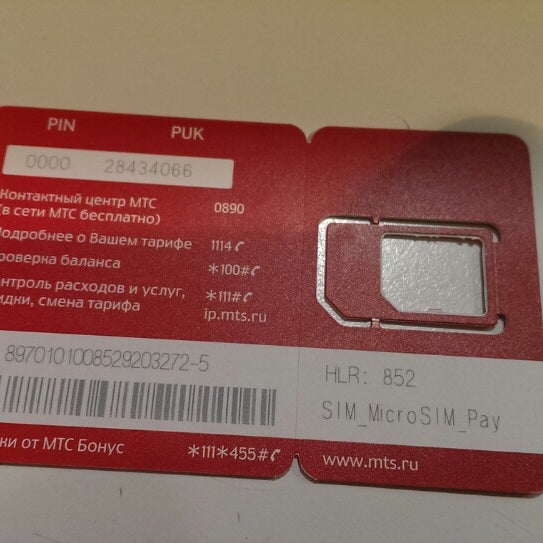 PIN PUK
0000 28434066
Контактный центр МТС 0890
(в сети МТС бесплатно)
Подробнее о Вашем тарифе 1114
проверка баланса *100#
контроль расходов и услуг, *111#
скидки, смена тарифа ip.mts.ru
8970101008529203272-5
HLR: 852
SIM_MicroSIM_Pay
от МТС Бонус *111*455#
www.mts.ru